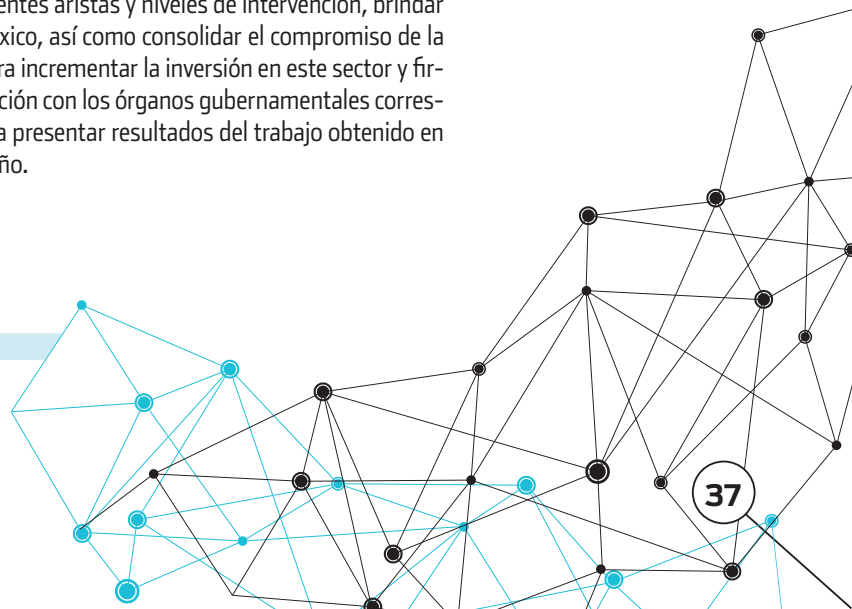 entes aristas y niveles de intervención, brindar
xico, así como consolidar el compromiso de la
ra incrementar la inversión en este sector y fir-
ción con los órganos gubernamentales corres-
a presentar resultados del trabajo obtenido en
ño.
37